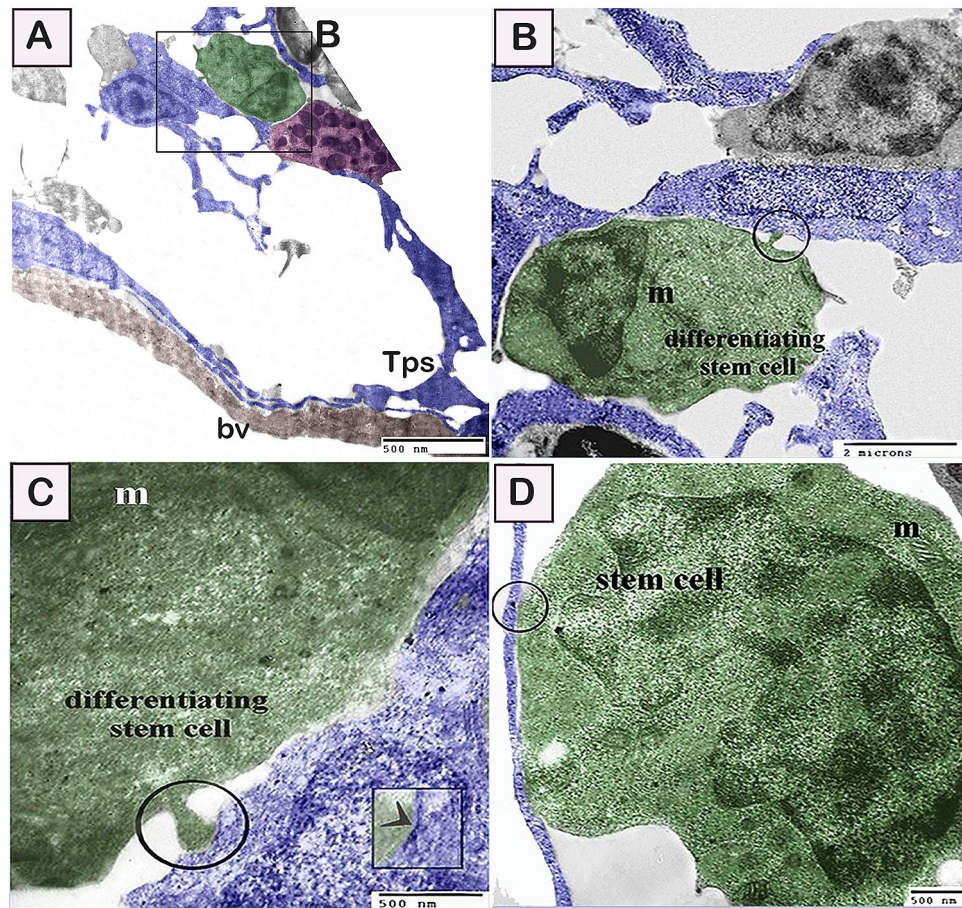 A
B
Tps
bv
500 nm
B
m
differentiating
stem cell
2 microns
C
m
differentiating
stem cell
500 nm
D
m
stem cell
500 nm